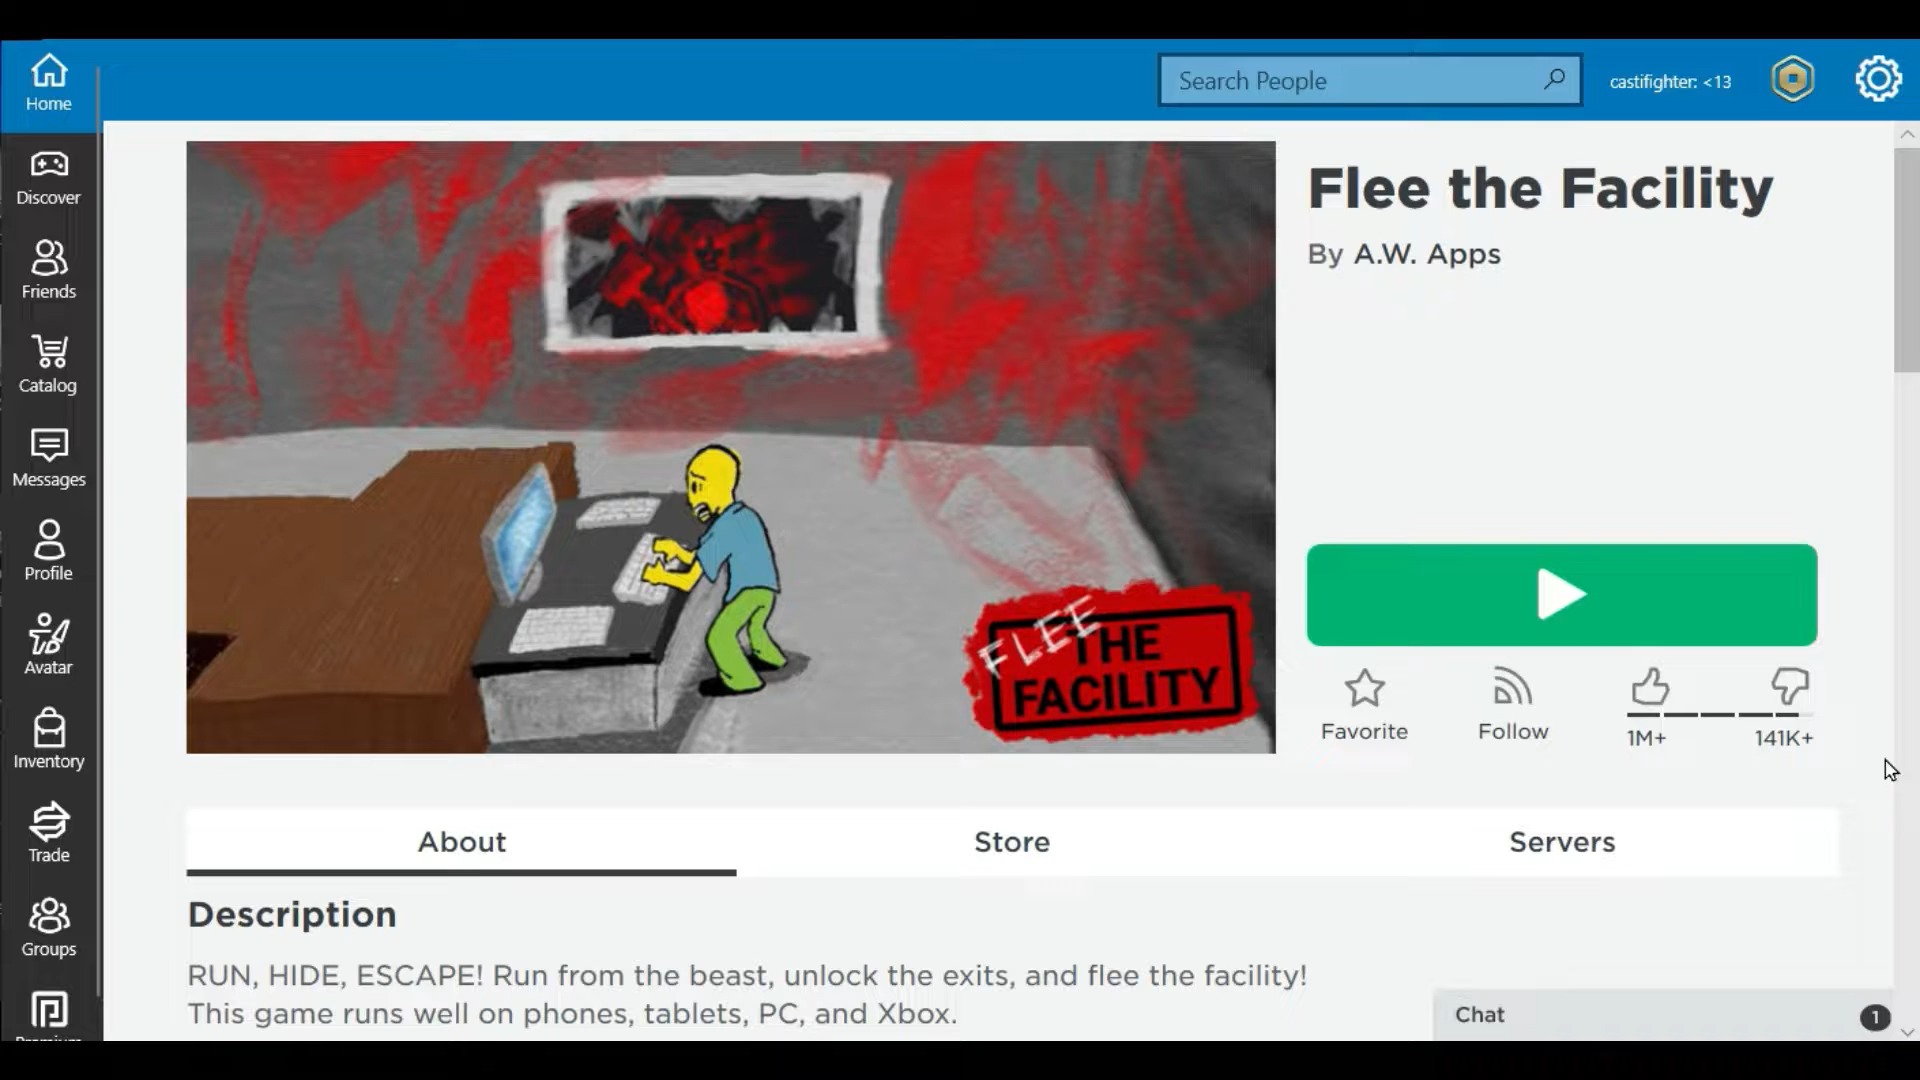 Home
Search People
castifighter: <13
Discover
Friends
Catalog
Messages
Profile
Avatar
Inventory
Trade
Groups
Premium
Flee the Facility
By A.W. Apps
FLEE
THE
FACILITY
Favorite
Follow
1M+
141K+
About
Store
Servers
Description
RUN, HIDE, ESCAPE! Run from the beast, unlock the exits, and flee the facility!
This game runs well on phones, tablets, PC, and Xbox.
Chat
1